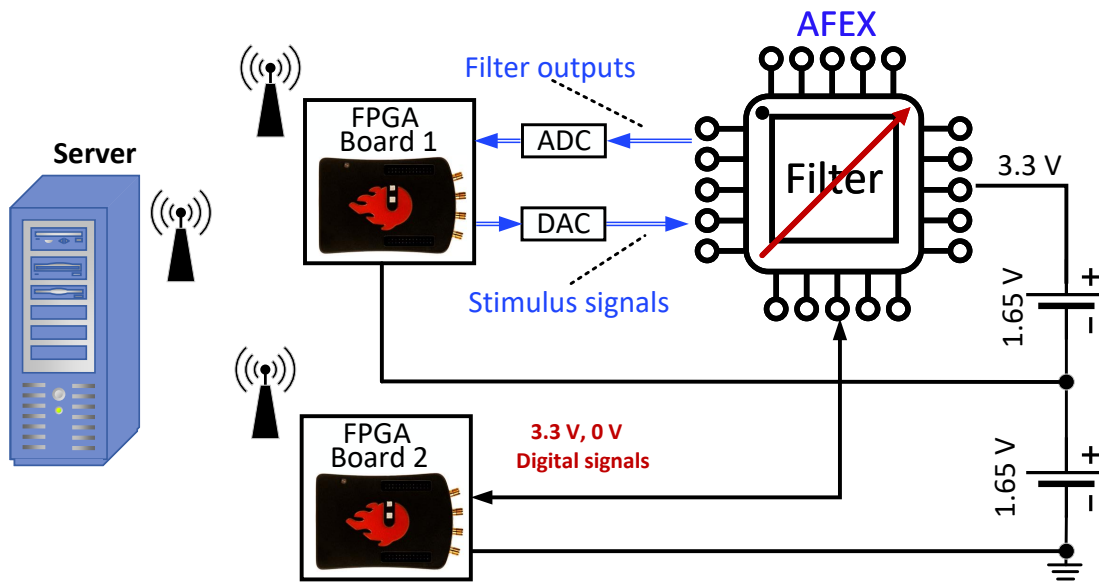 AFEX
Filter outputs
FPGA
Board 1
ADC
Server
Filter
3.3 V
DAC
Stimulus signals
+
1.65 V
−
FPGA
Board 2
3.3 V, 0 V
Digital signals
+
1.65 V
−